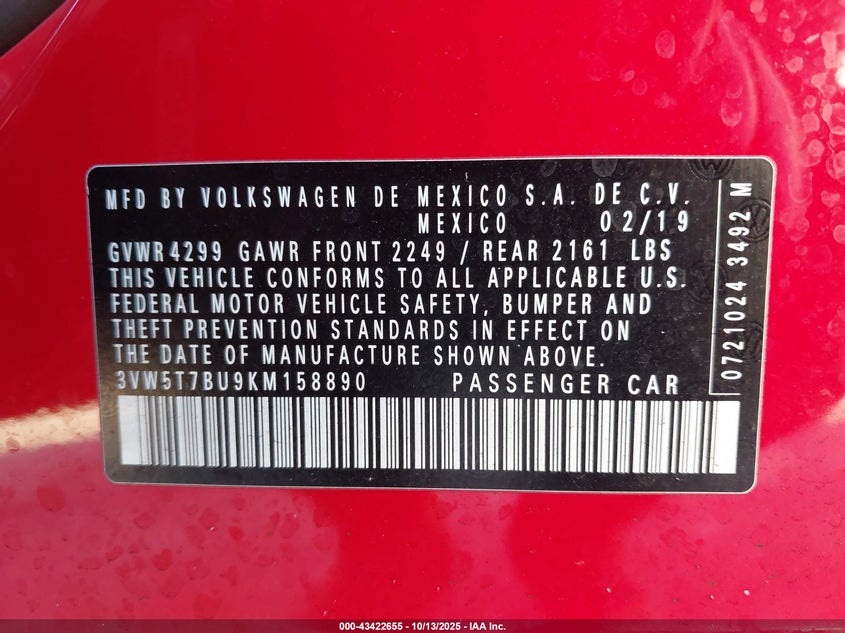 MFD BY VOLKSWAGEN DE MEXICO S.A. DE C.V.
MEXICO 02/19
GVWR 4299 GAWR FRONT 2249 / REAR 2161 LBS
THIS VEHICLE CONFORMS TO ALL APPLICABLE U.S.
FEDERAL MOTOR VEHICLE SAFETY, BUMPER AND
THEFT PREVENTION STANDARDS IN EFFECT ON
THE DATE OF MANUFACTURE SHOWN ABOVE.
3VW5T7BU9KM158890 PASSENGER CAR
0721024 3492 M
000-43422655 - 10/13/2025 - IAA Inc.